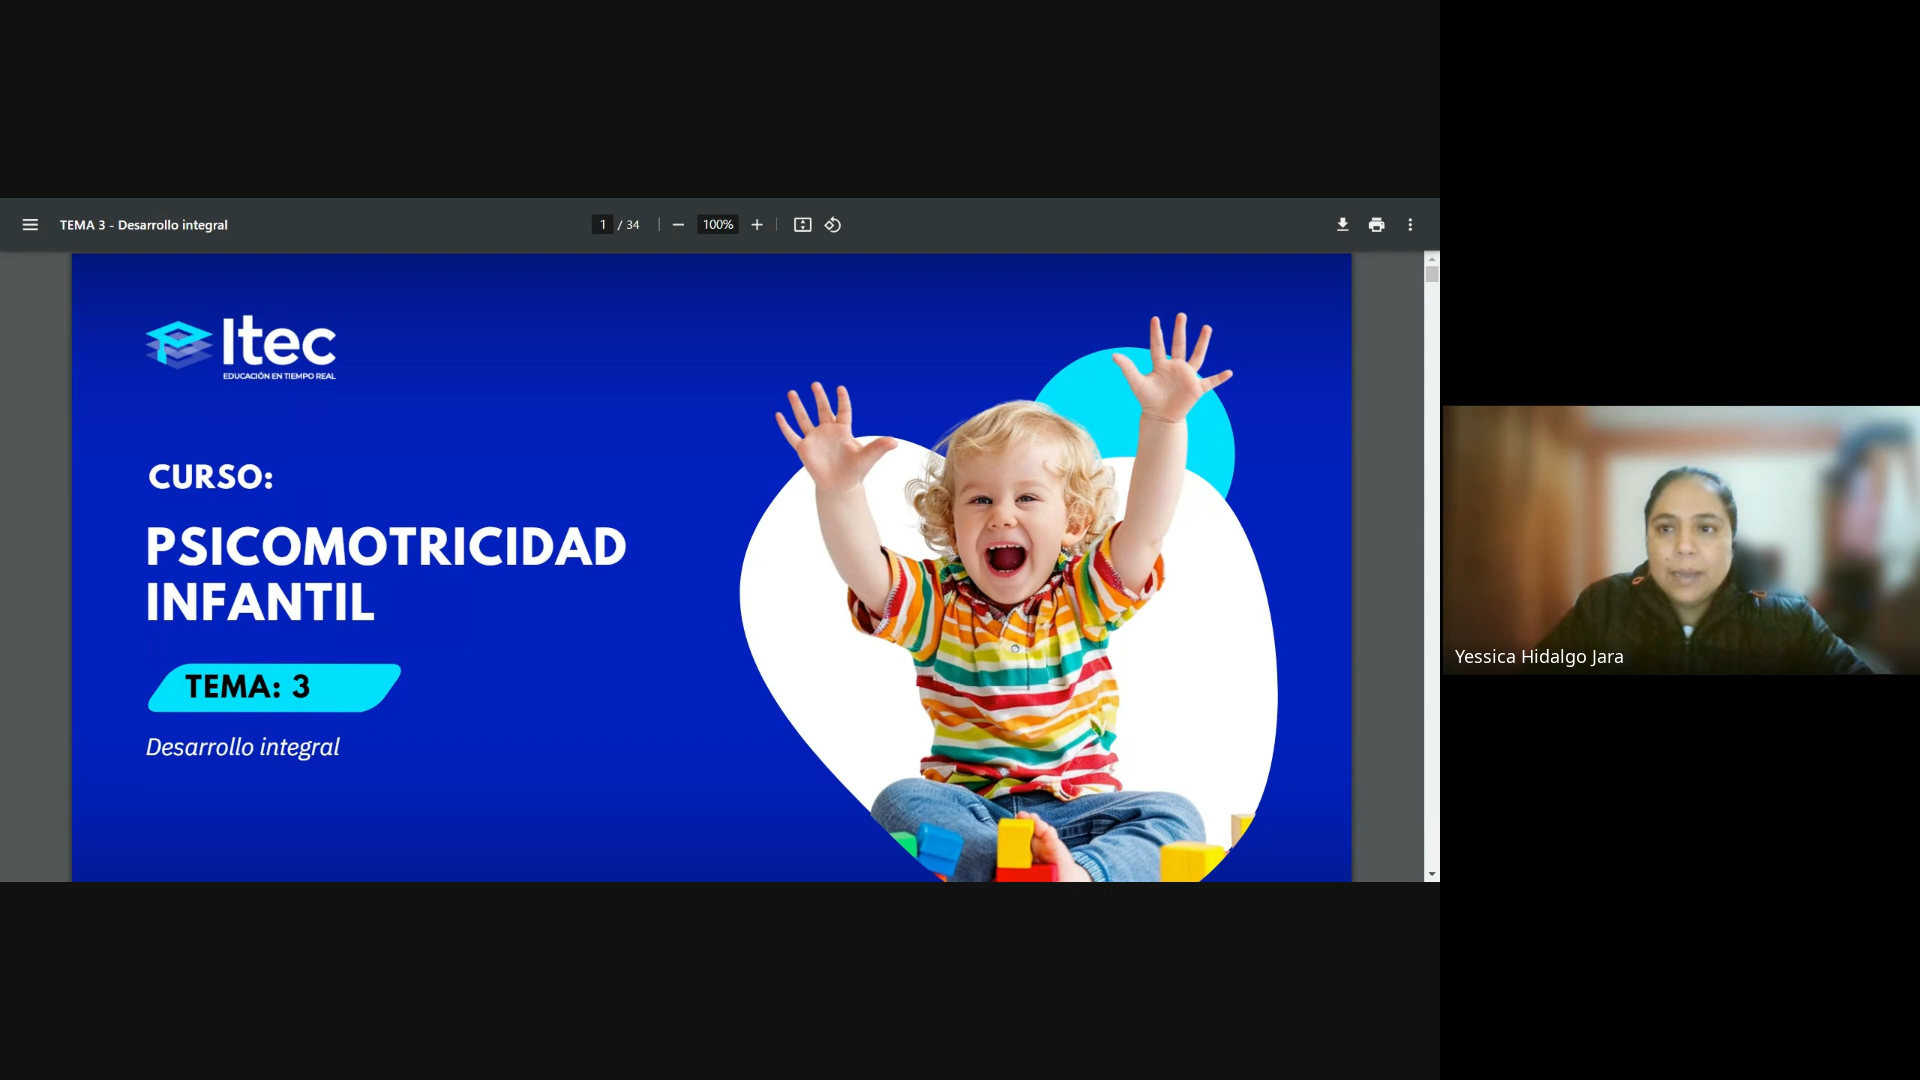 TEMA 3 - Desarrollo integral
1 / 34
100%
Itec
EDUCACIÓN EN TIEMPO REAL
CURSO:
PSICOMOTRICIDAD
INFANTIL
TEMA: 3
Desarrollo integral
Yessica Hidalgo Jara